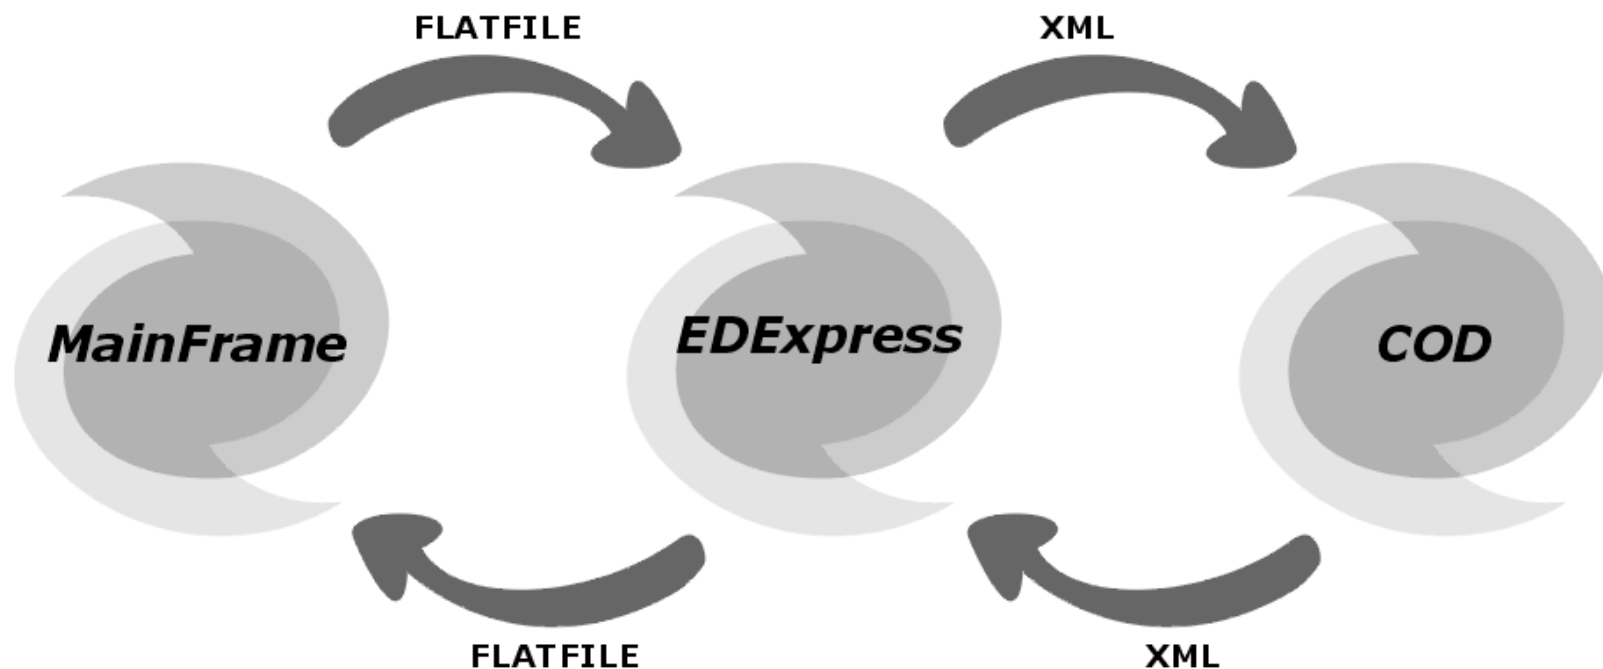 FLATFILE
XML
MainFrame
EDExpress
COD
FLATFILE
XML